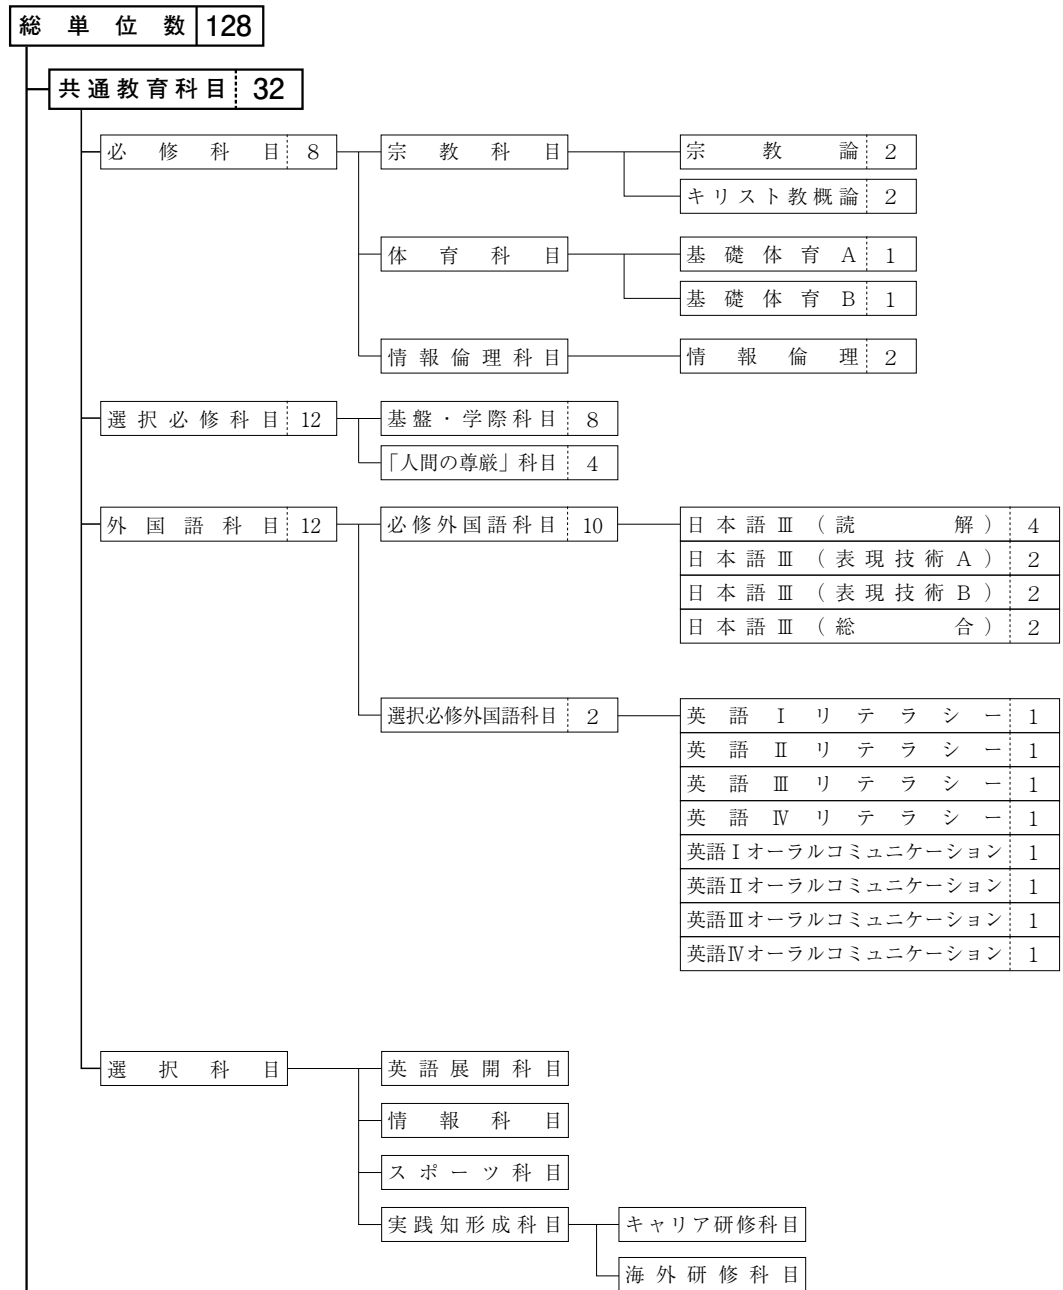 総単位数 128
共通教育科目 32
必修科目 8 宗教科目 宗教論 2
キリスト教概論 2
体育科目 基礎体育A 1
基礎体育B 1
情報倫理科目 情報倫理 2
選択必修科目 12 基盤・学際科目 8
「人間の尊厳」科目 4
外国語科目 12 必修外国語科目 10 日本語Ⅲ(読解) 4
日本語Ⅲ(表現技術A) 2
日本語Ⅲ(表現技術B) 2
日本語Ⅲ(総合) 2
選択必修外国語科目 2 英語Ⅰリテラシー 1
英語Ⅱリテラシー 1
英語Ⅲリテラシー 1
英語Ⅳリテラシー 1
英語Ⅰオーラルコミュニケーション 1
英語Ⅱオーラルコミュニケーション 1
英語Ⅲオーラルコミュニケーション 1
英語Ⅳオーラルコミュニケーション 1
選択科目 英語展開科目
情報科目
スポーツ科目
実践知形成科目 キャリア研修科目
海外研修科目